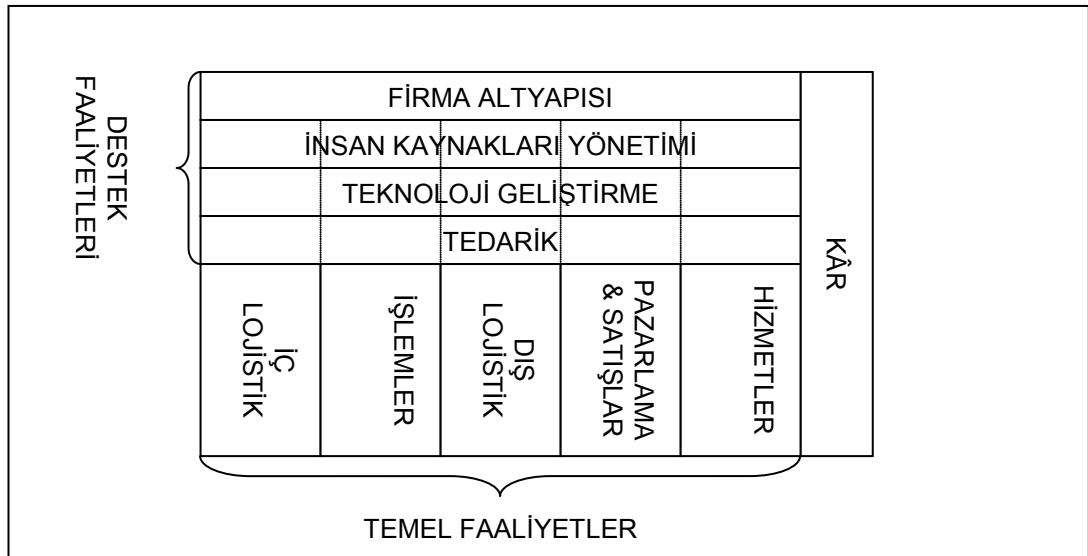 DESTEK
FAALİYETLERİ
FİRMA ALTYAPISI
İNSAN KAYNAKLARI YÖNETİMİ
TEKNOLOJİ GELİŞTİRME
TEDARİK
İÇ
LOJİSTİK
İŞLEMLER
DIŞ
LOJİSTİK
PAZARLAMA
& SATIŞLAR
HİZMETLER
KÂR
TEMEL FAALİYETLER